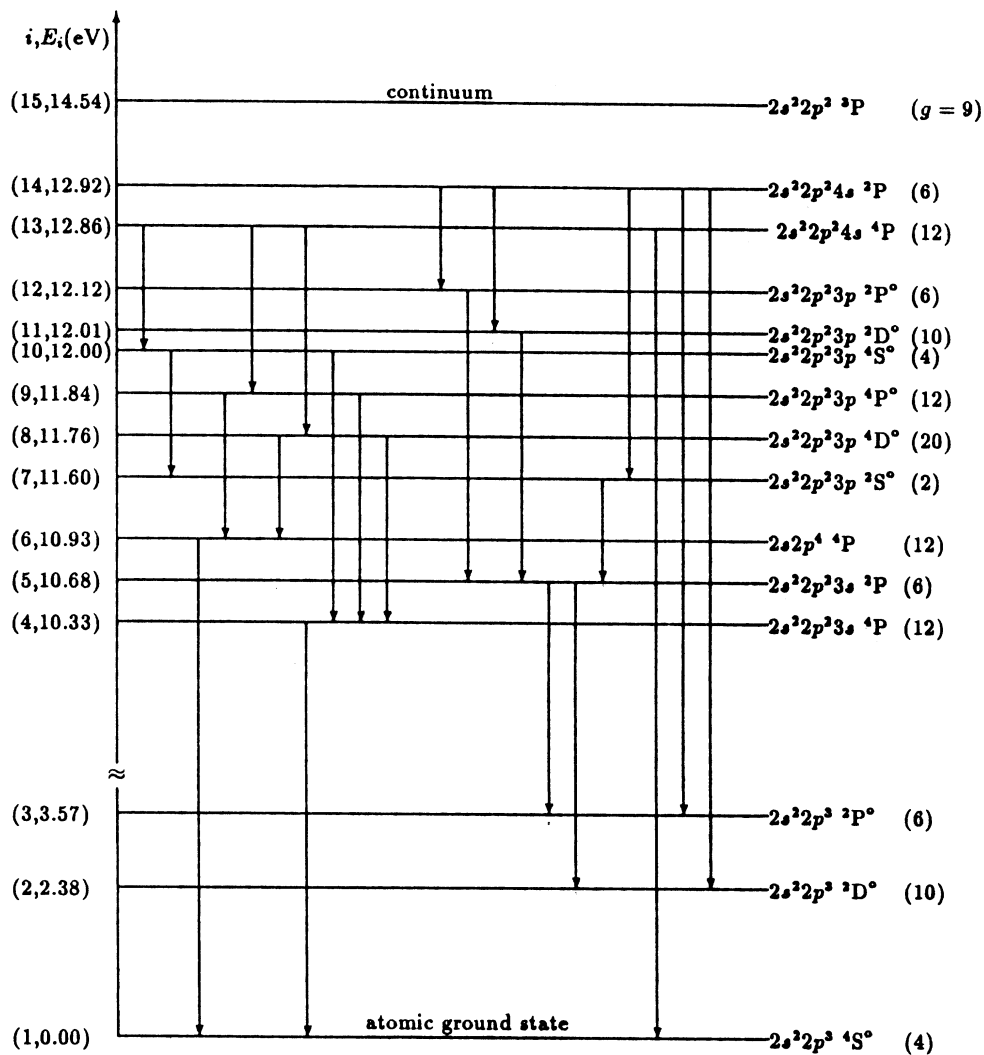 i,Eᵢ(eV)
continuum
(15,14.54) 2s²2p² ³P (g = 9)
(14,12.92) 2s²2p²4s ²P (6)
(13,12.86) 2s²2p²4s ⁴P (12)
(12,12.12) 2s²2p²3p ²P° (6)
(11,12.01) 2s²2p²3p ²D° (10)
(10,12.00) 2s²2p²3p ⁴S° (4)
(9,11.84) 2s²2p²3p ⁴P° (12)
(8,11.76) 2s²2p²3p ⁴D° (20)
(7,11.60) 2s²2p²3p ²S° (2)
(6,10.93) 2s2p⁴ ⁴P (12)
(5,10.68) 2s²2p²3s ²P (6)
(4,10.33) 2s²2p²3s ⁴P (12)
≈
(3,3.57) 2s²2p³ ²P° (6)
(2,2.38) 2s²2p³ ²D° (10)
atomic ground state
(1,0.00) 2s²2p³ ⁴S° (4)